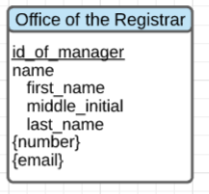 Office of the Registrar
id_of_manager
name
first_name
middle_initial
last_name
{number}
{email}